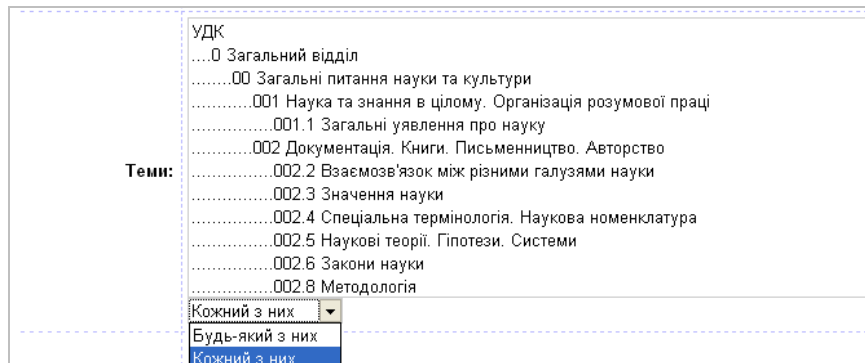 УДК
....0 Загальний відділ
........00 Загальні питання науки та культури
............001 Наука та знання в цілому. Організація розумової праці
................001.1 Загальні уявлення про науку
............002 Документація. Книги. Письменництво. Авторство
Теми:
................002.2 Взаємозв'язок між різними галузями науки
................002.3 Значення науки
................002.4 Спеціальна термінологія. Наукова номенклатура
................002.5 Наукові теорії. Гіпотези. Системи
................002.6 Закони науки
................002.8 Методологія
Кожний з них
Будь-який з них
Кожний з них